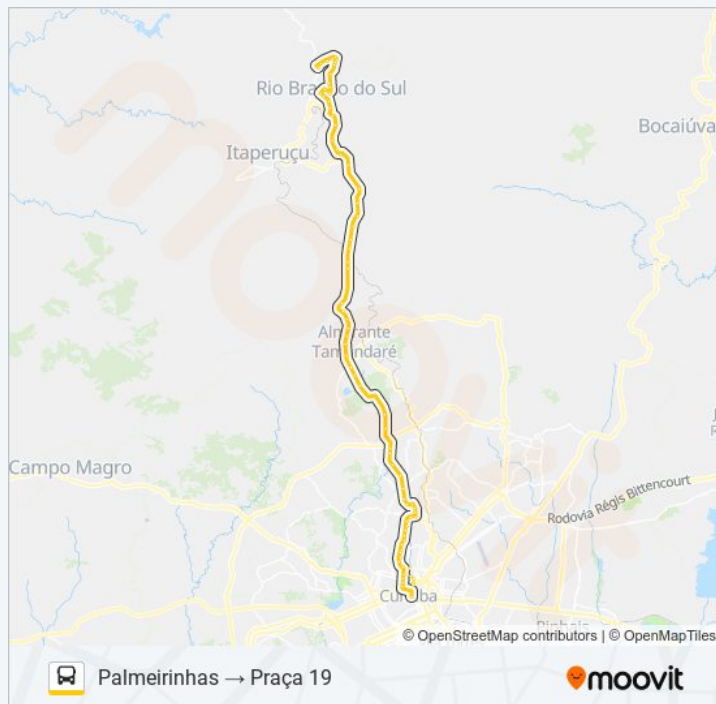 Rio Branco do Sul
Bocaiúva
Itaperuçu
Almirante
Tamandaré
Campo Magro
Rodovia Régis Bittencourt
Curitiba
Pinhais
© OpenStreetMap contributors | © OpenMapTiles
Palmeirinhas → Praça 19
moovit